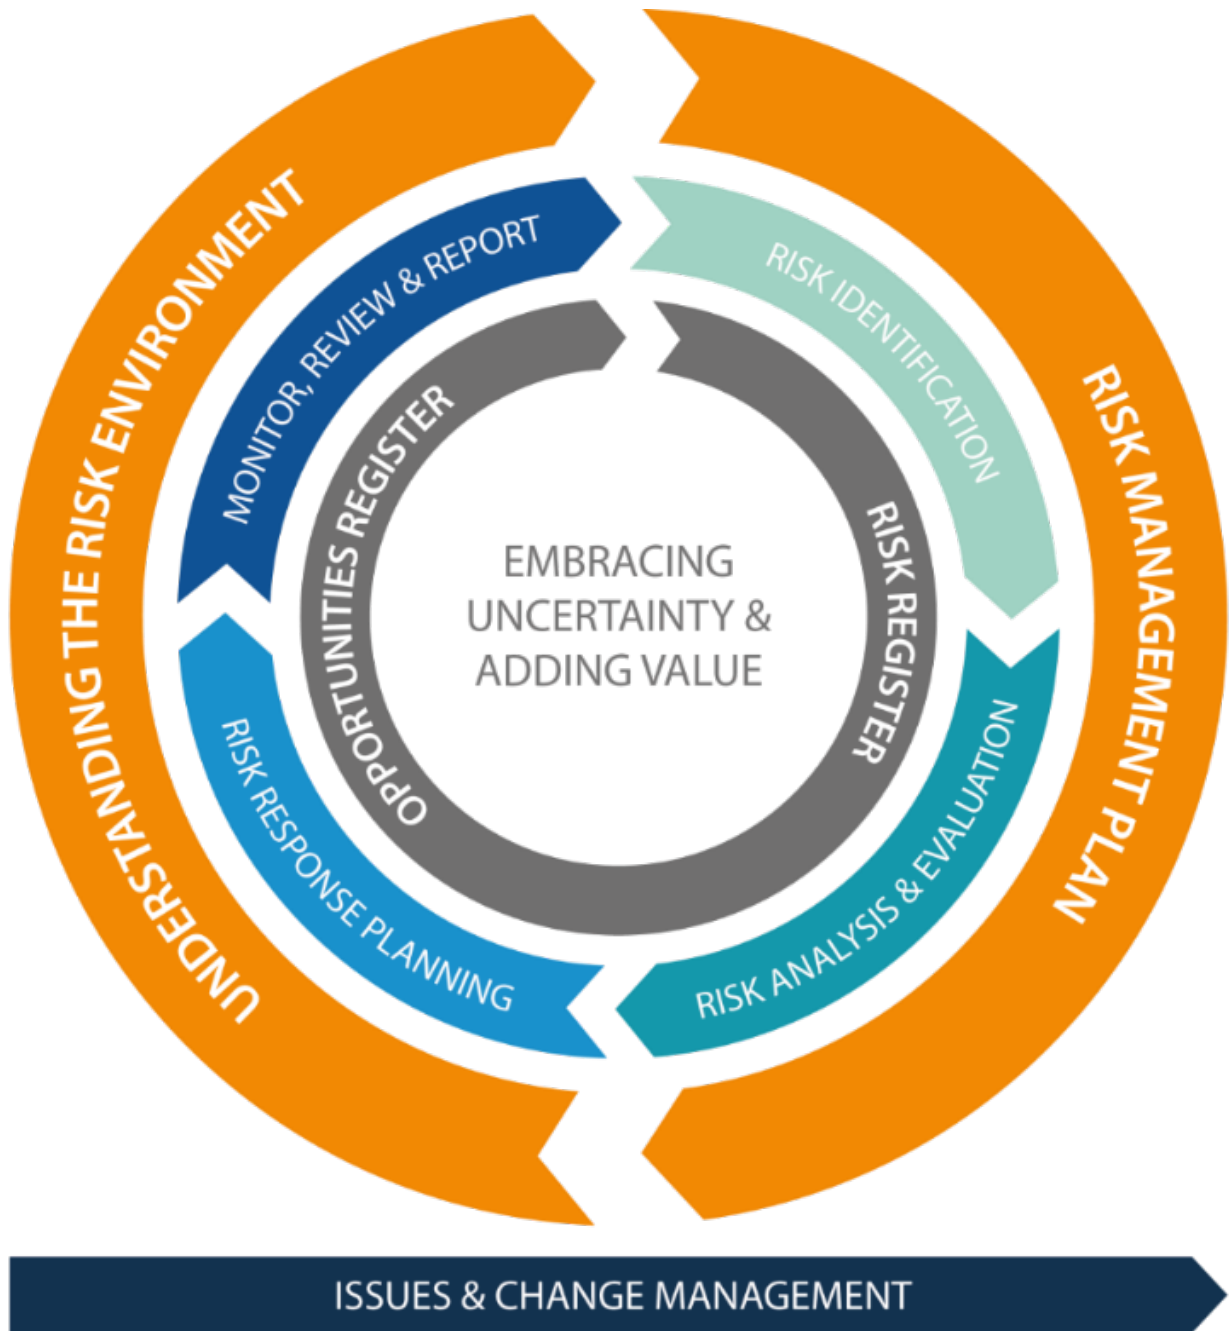 UNDERSTANDING THE RISK ENVIRONMENT
RISK MANAGEMENT PLAN
MONITOR, REVIEW & REPORT
RISK IDENTIFICATION
RISK ANALYSIS & EVALUATION
RISK RESPONSE PLANNING
OPPORTUNITIES REGISTER
RISK REGISTER
EMBRACING
UNCERTAINTY &
ADDING VALUE
ISSUES & CHANGE MANAGEMENT